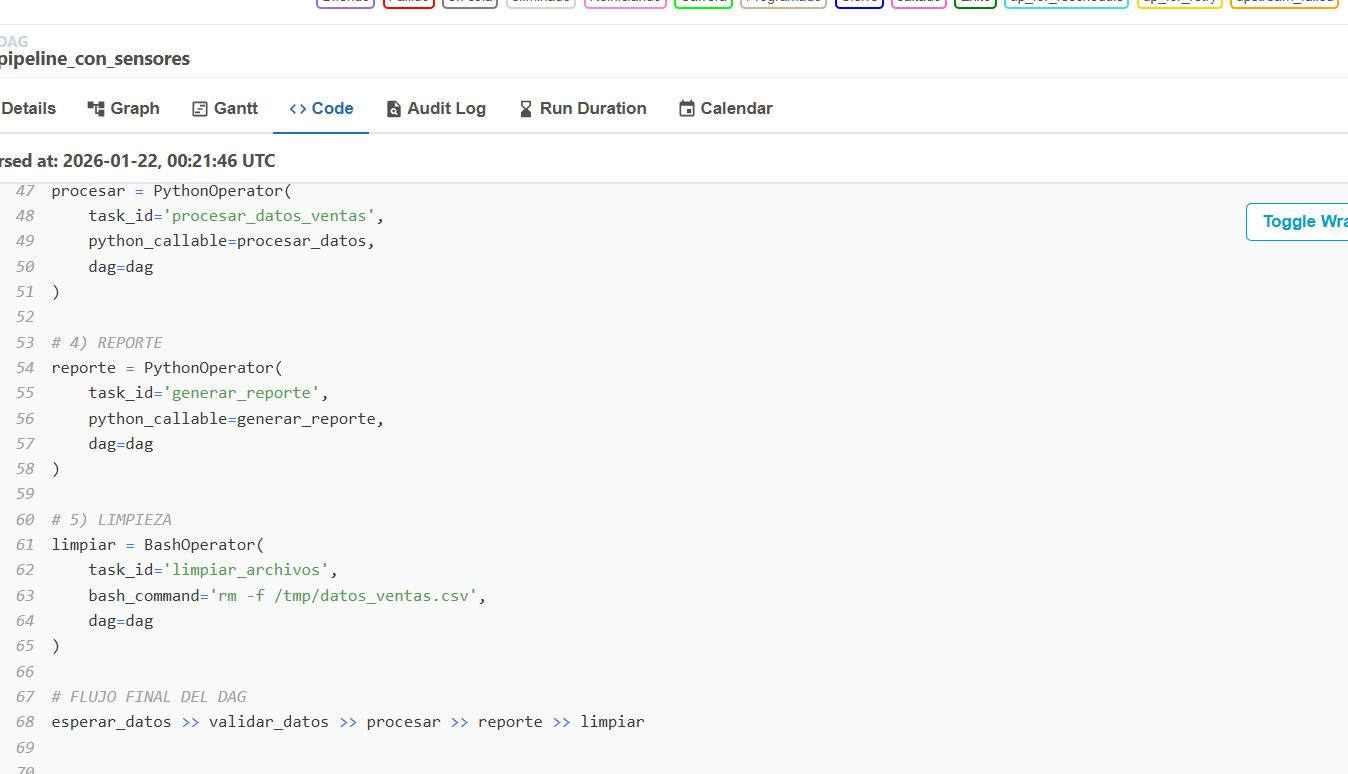 DAG
pipeline_con_sensores
Details Graph Gantt <> Code Audit Log Run Duration Calendar
rsed at: 2026-01-22, 00:21:46 UTC
47 procesar = PythonOperator(
48     task_id='procesar_datos_ventas',
Toggle Wra
49     python_callable=procesar_datos,
50     dag=dag
51 )
52
53 # 4) REPORTE
54 reporte = PythonOperator(
55     task_id='generar_reporte',
56     python_callable=generar_reporte,
57     dag=dag
58 )
59
60 # 5) LIMPIEZA
61 limpiar = BashOperator(
62     task_id='limpiar_archivos',
63     bash_command='rm -f /tmp/datos_ventas.csv',
64     dag=dag
65 )
66
67 # FLUJO FINAL DEL DAG
68 esperar_datos >> validar_datos >> procesar >> reporte >> limpiar
69
70